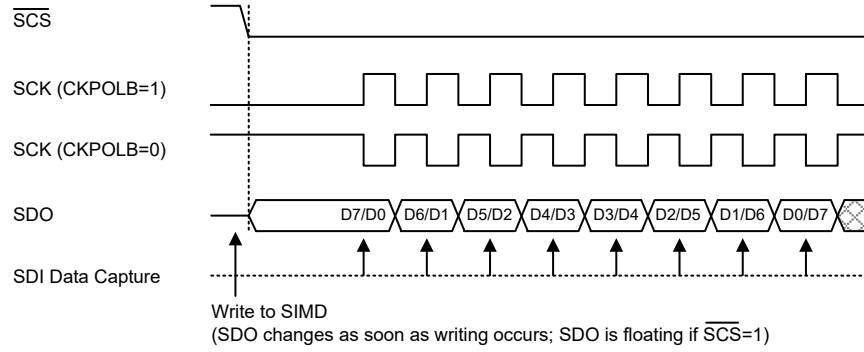 SCS
SCK (CKPOLB=1)
SCK (CKPOLB=0)
SDO D7/D0 D6/D1 D5/D2 D4/D3 D3/D4 D2/D5 D1/D6 D0/D7
SDI Data Capture
Write to SIMD
(SDO changes as soon as writing occurs; SDO is floating if SCS=1)